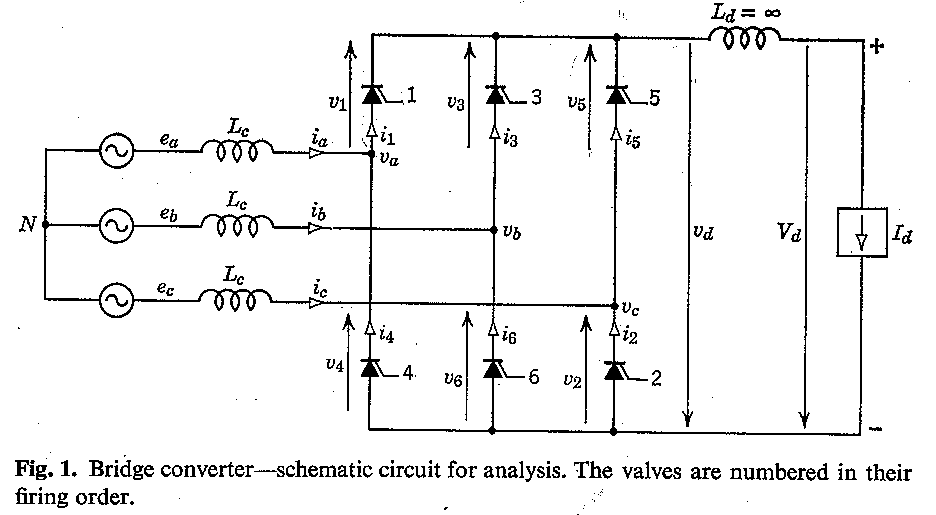 L_d = ∞
+
v_1
1
v_3
3
v_5
5
e_a
L_c
i_a
i_1
i_3
i_5
v_a
N
e_b
L_c
i_b
v_b
v_d
V_d
I_d
e_c
L_c
i_c
v_c
i_4
i_6
i_2
v_4
4
v_6
6
v_2
2
−
Fig. 1. Bridge converter—schematic circuit for analysis. The valves are numbered in their
firing order.